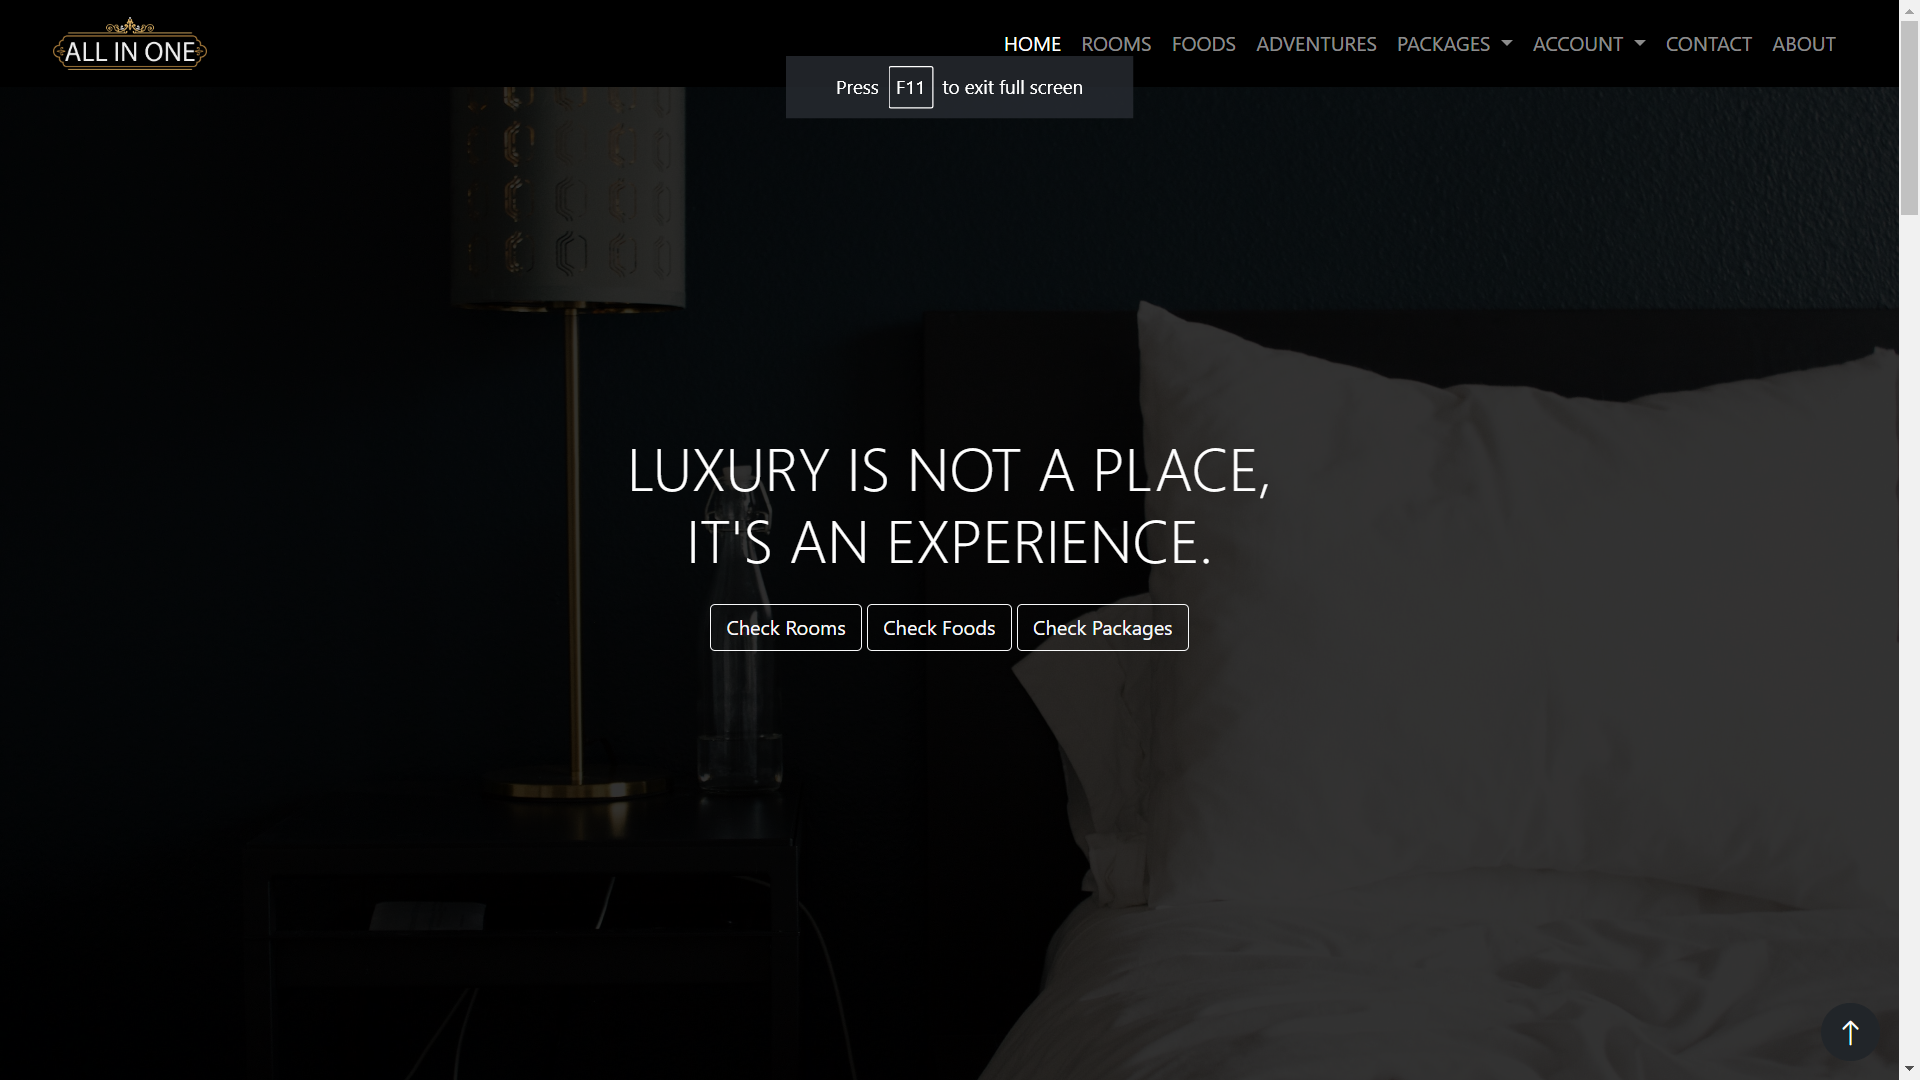 ALL IN ONE
HOME ROOMS FOODS ADVENTURES PACKAGES ACCOUNT CONTACT ABOUT
Press F11 to exit full screen
LUXURY IS NOT A PLACE,
IT'S AN EXPERIENCE.
Check Rooms Check Foods Check Packages